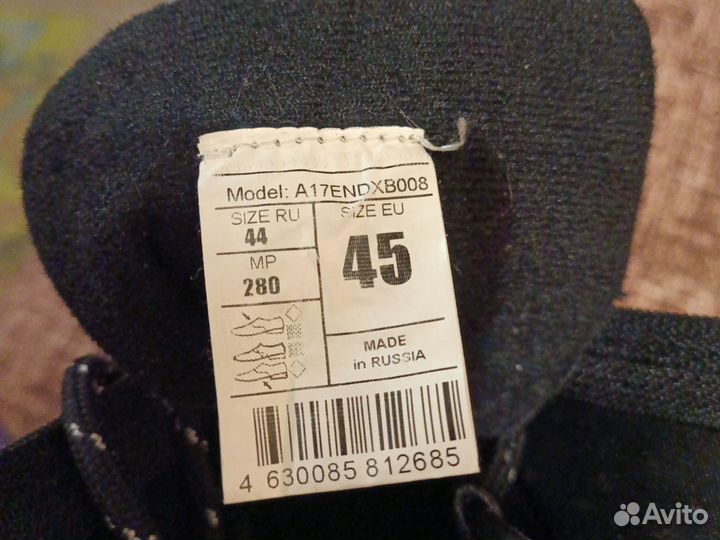 Model: A17ENDXB008
SIZE RU
44
MP
280
SIZE EU
45
MADE
in RUSSIA
4 630085 812685
Avito